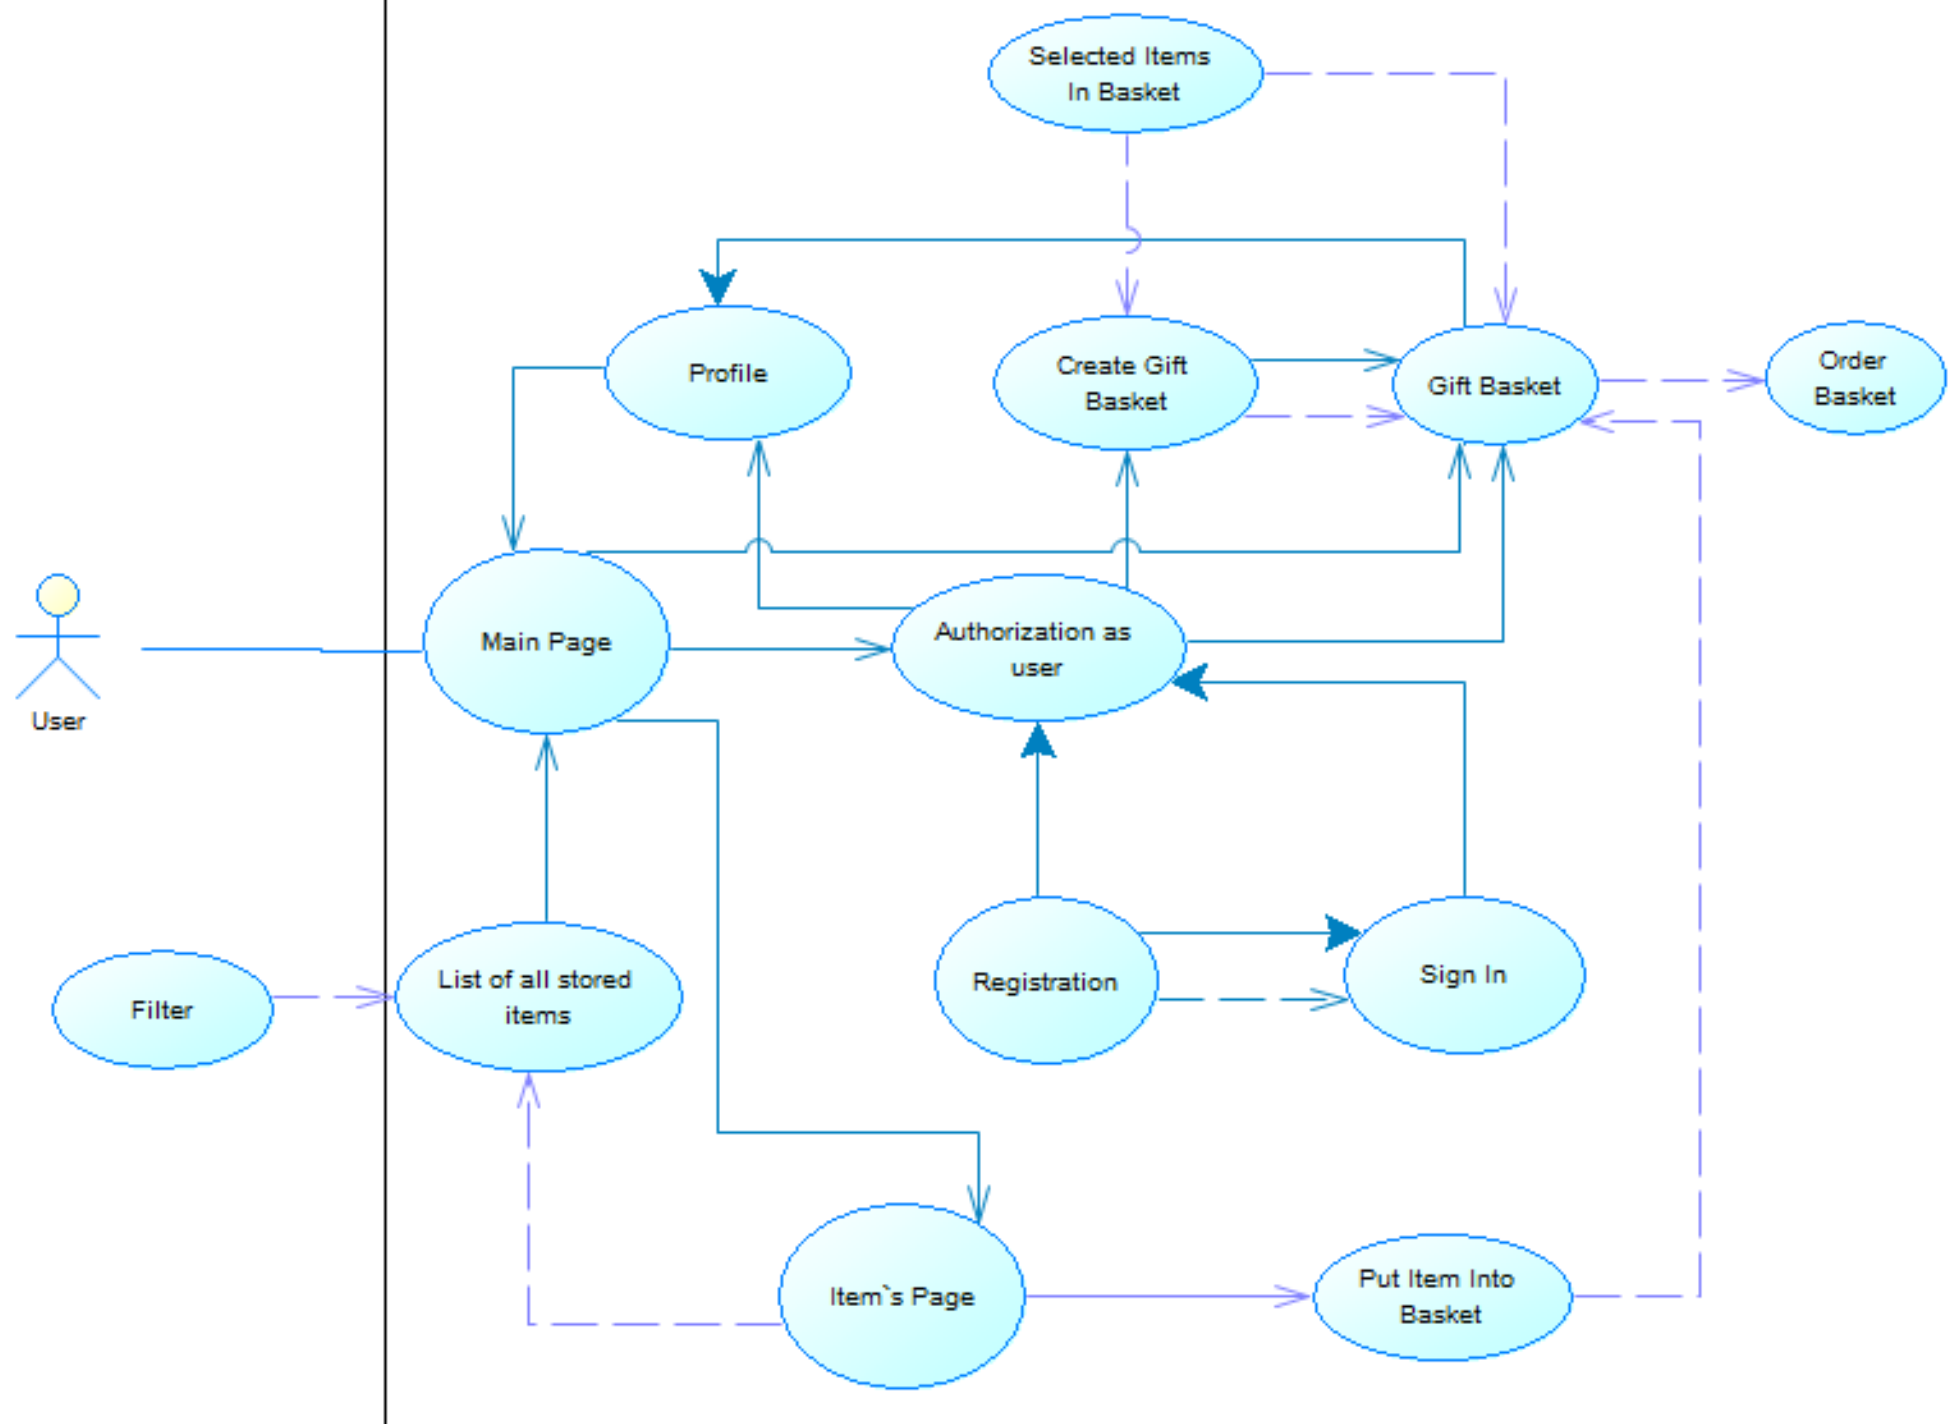 Selected Items
In Basket
Profile
Create Gift
Basket
Gift Basket
Order
Basket
Main Page
Authorization as
user
User
Filter
List of all stored
items
Registration
Sign In
Item`s Page
Put Item Into
Basket